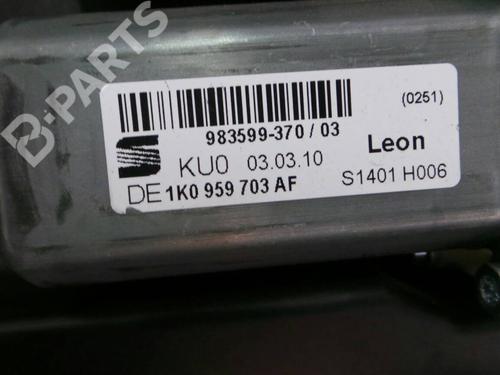 B-PARTS
(0251)
983599-370 / 03
Leon
KU0 03.03.10
DE 1K0 959 703 AF
S1401 H006